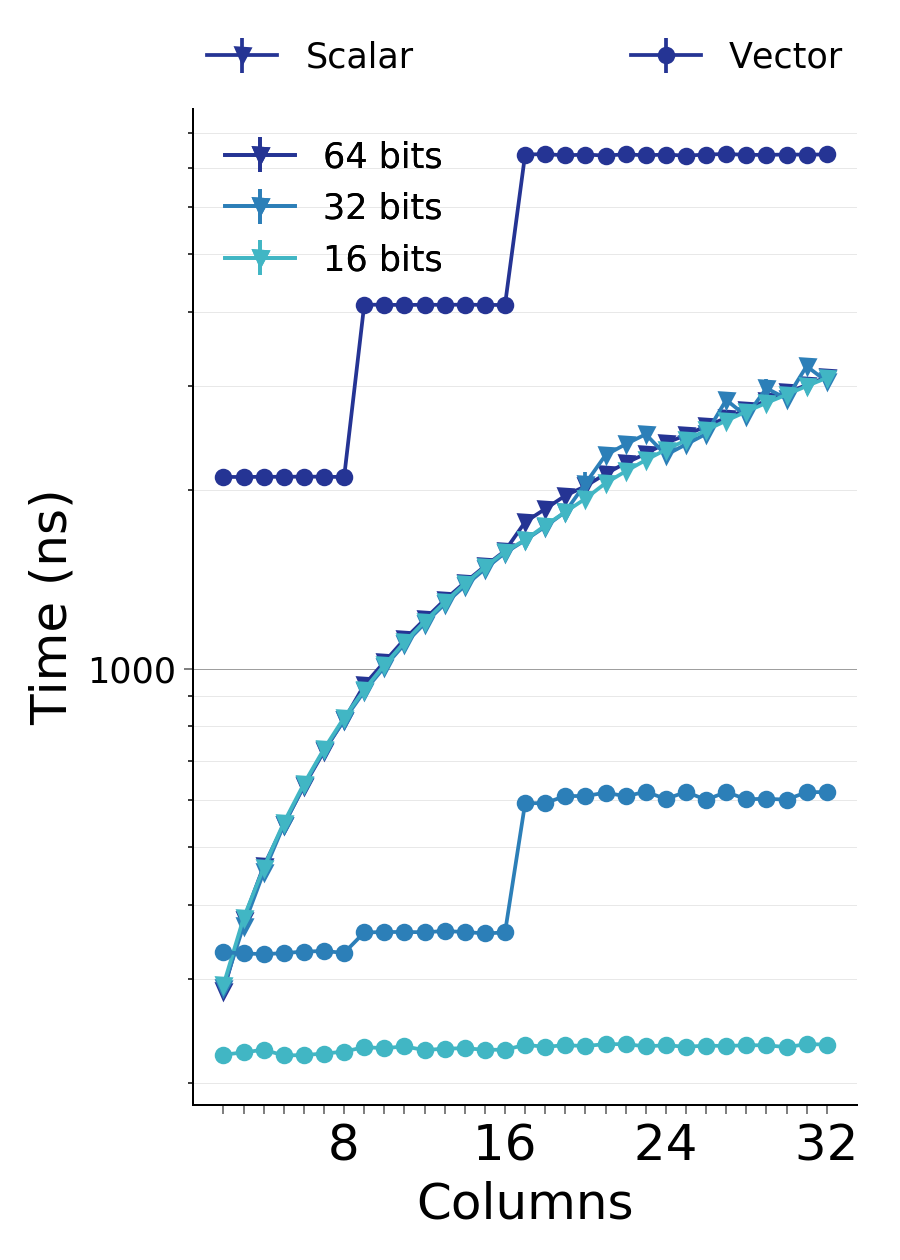 Scalar Vector
64 bits
32 bits
16 bits
Time (ns)
1000
8 16 24 32
Columns